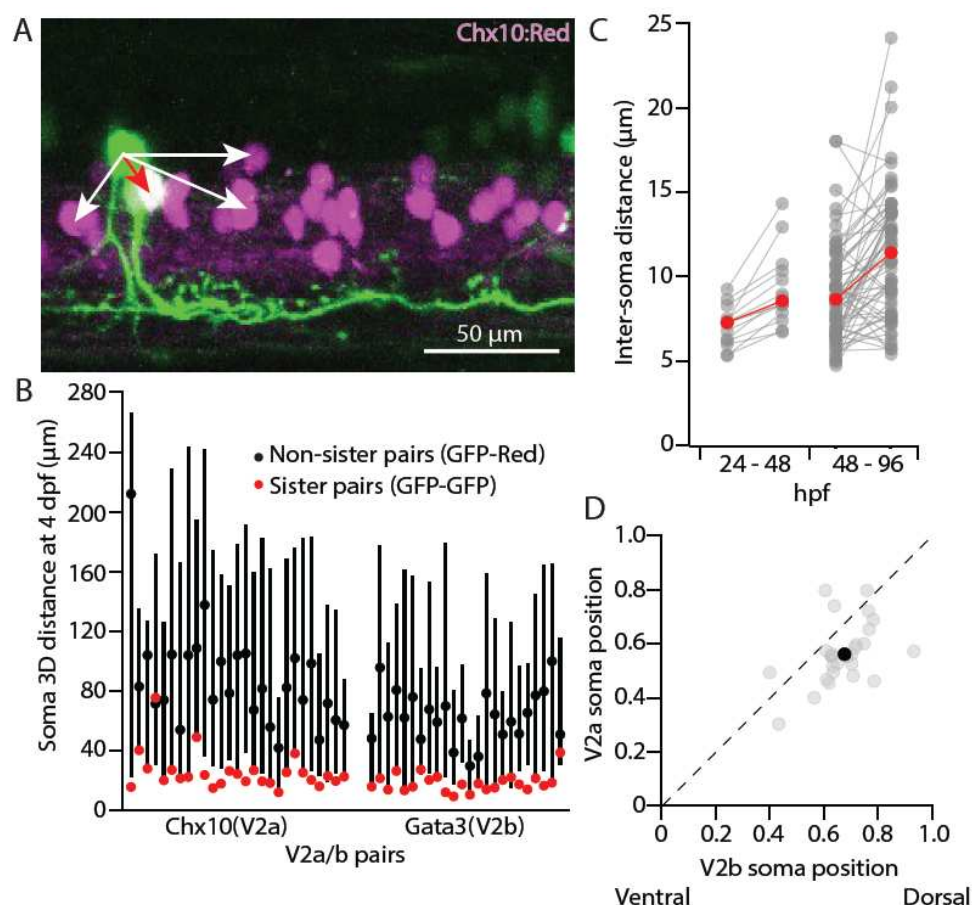 A
Chx10:Red
50 µm
B
Soma 3D distance at 4 dpf (µm)
280
240
200
160
120
80
40
0
Non-sister pairs (GFP-Red)
Sister pairs (GFP-GFP)
Chx10(V2a)
Gata3(V2b)
V2a/b pairs
C
Inter-soma distance (µm)
25
20
15
10
5
0
24 - 48
48 - 96
hpf
D
V2a soma position
1.0
0.8
0.6
0.4
0.2
0
0
0.2
0.4
0.6
0.8
1.0
V2b soma position
Ventral
Dorsal